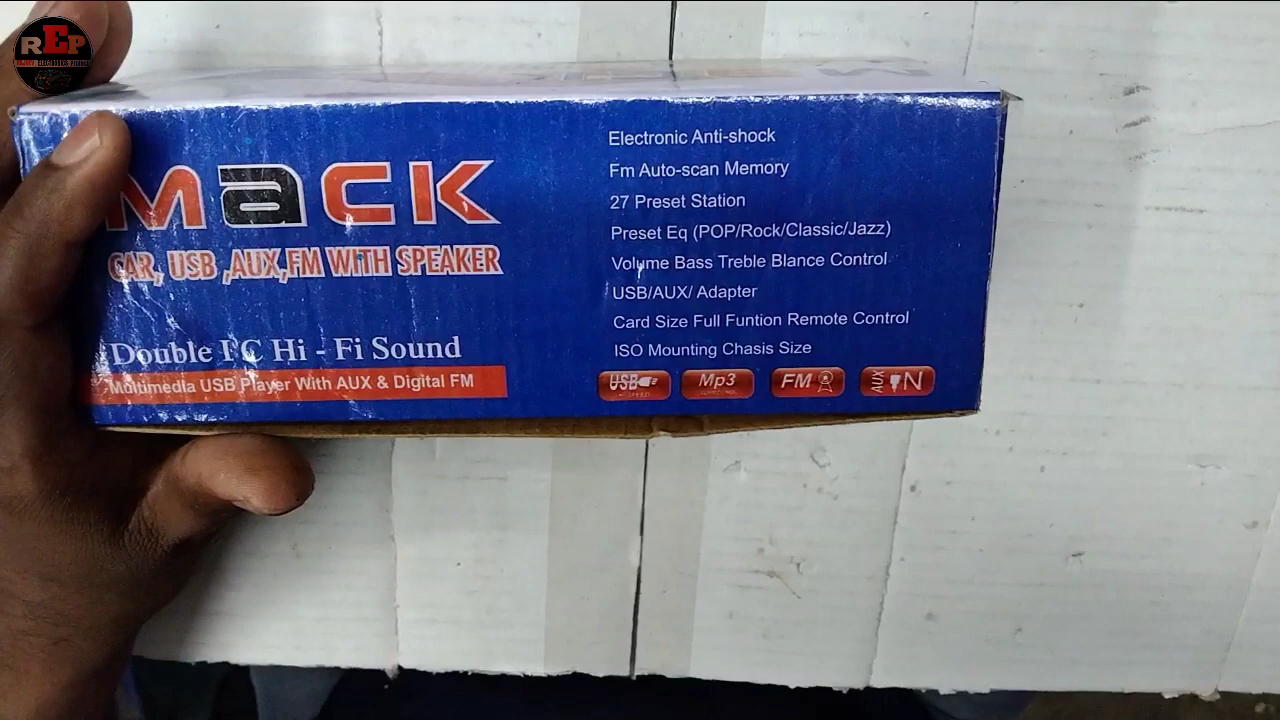 REP
MaCK
CAR, USB ,AUX,FM WITH SPEAKER
Double I C Hi - Fi Sound
Multimedia USB Player With AUX & Digital FM
Electronic Anti-shock
Fm Auto-scan Memory
27 Preset Station
Preset Eq (POP/Rock/Classic/Jazz)
Volume Bass Treble Blance Control
USB/AUX/ Adapter
Card Size Full Funtion Remote Control
ISO Mounting Chasis Size
USB
Mp3
FM
AUX IN